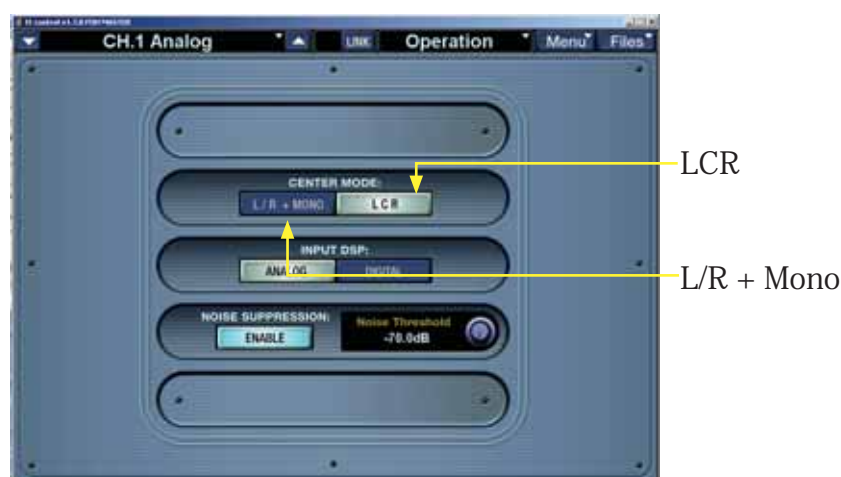 CH.1 Analog LINK Operation Menu Files
CENTER MODE:
L / R + MONO LCR
LCR
INPUT DSP:
ANALOG DIGITAL
L/R + Mono
NOISE SUPPRESSION:
ENABLE
Noise Threshold
-70.0dB